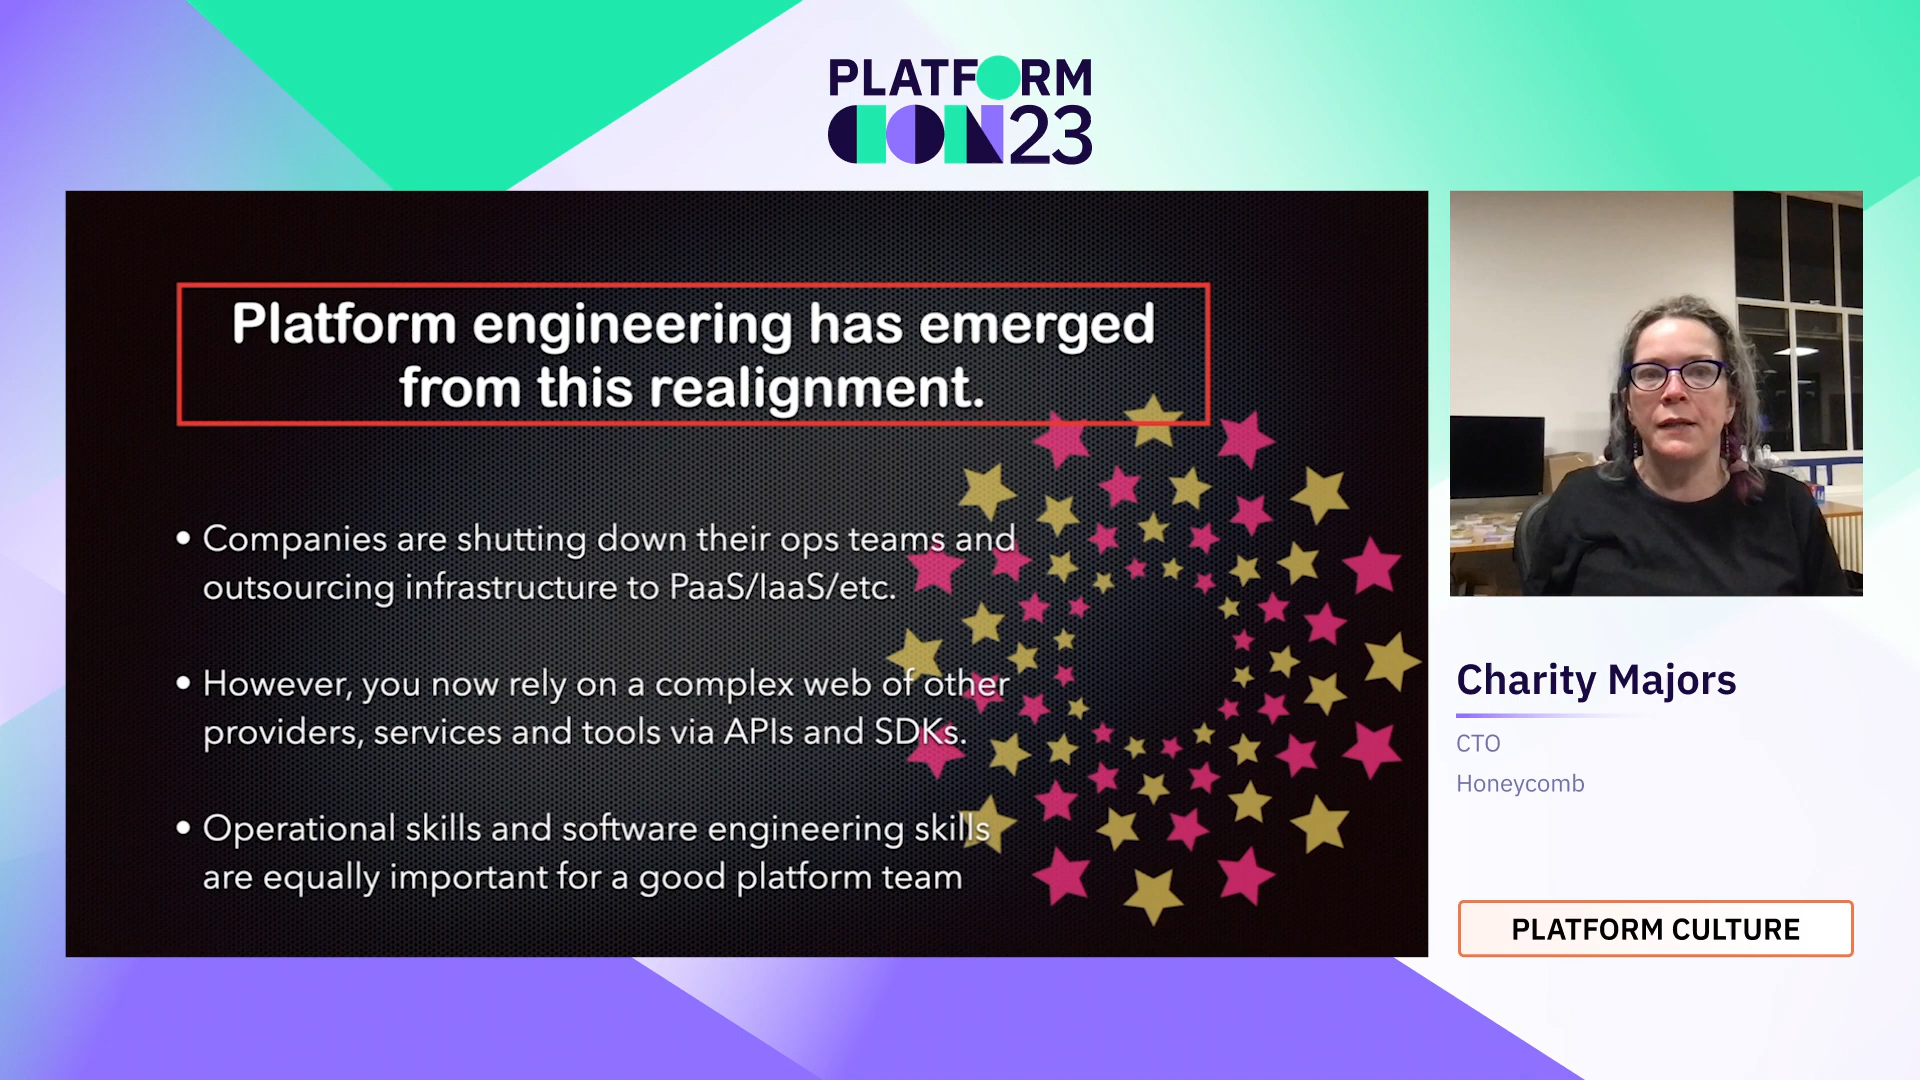 PLATFORM
CON23
Platform engineering has emerged
from this realignment.
• Companies are shutting down their ops teams and
outsourcing infrastructure to PaaS/IaaS/etc.
• However, you now rely on a complex web of other
providers, services and tools via APIs and SDKs.
• Operational skills and software engineering skills
are equally important for a good platform team
Charity Majors
CTO
Honeycomb
PLATFORM CULTURE